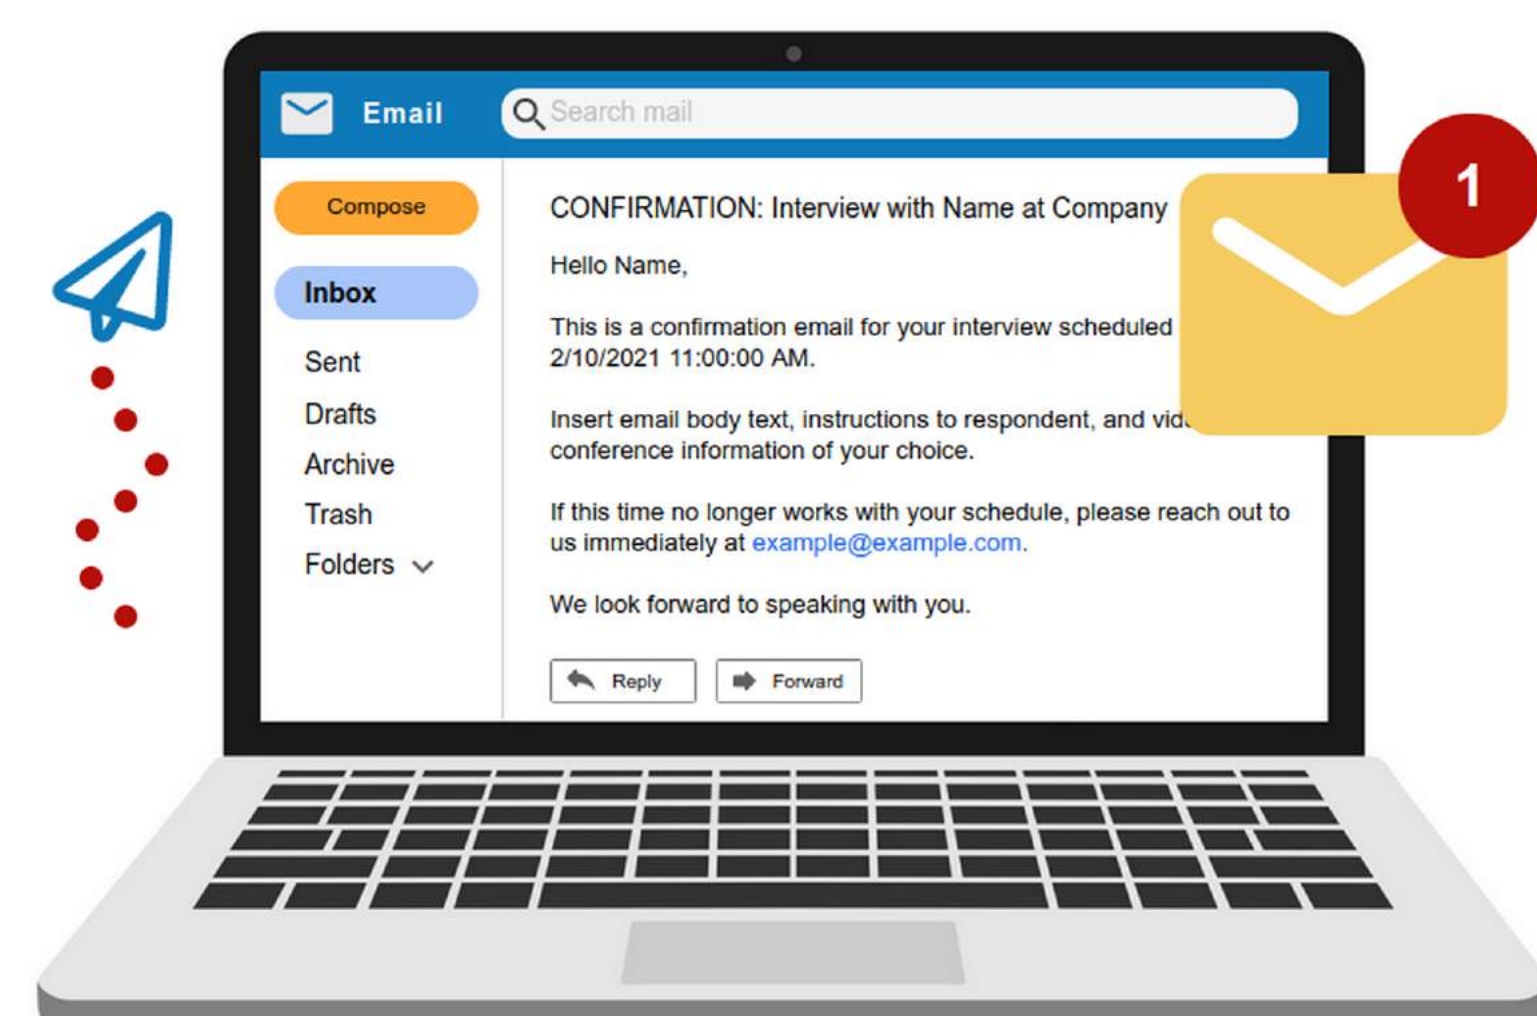 Email
Search mail
1
Compose
Inbox
Sent
Drafts
Archive
Trash
Folders
CONFIRMATION: Interview with Name at Company
Hello Name,
This is a confirmation email for your interview scheduled
2/10/2021 11:00:00 AM.
Insert email body text, instructions to respondent, and
conference information of your choice.
If this time no longer works with your schedule, please reach out to
us immediately at example@example.com.
We look forward to speaking with you.
Reply
Forward